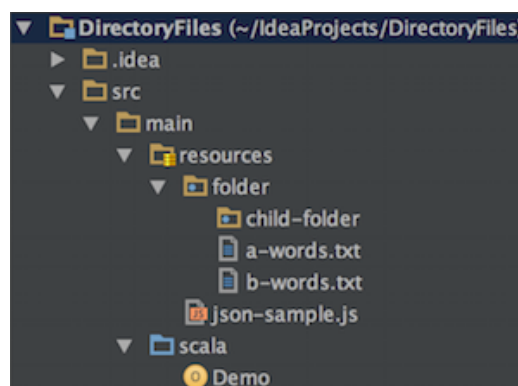 DirectoryFiles (~/IdeaProjects/DirectoryFiles
.idea
src
main
resources
folder
child-folder
a-words.txt
b-words.txt
json-sample.js
scala
Demo